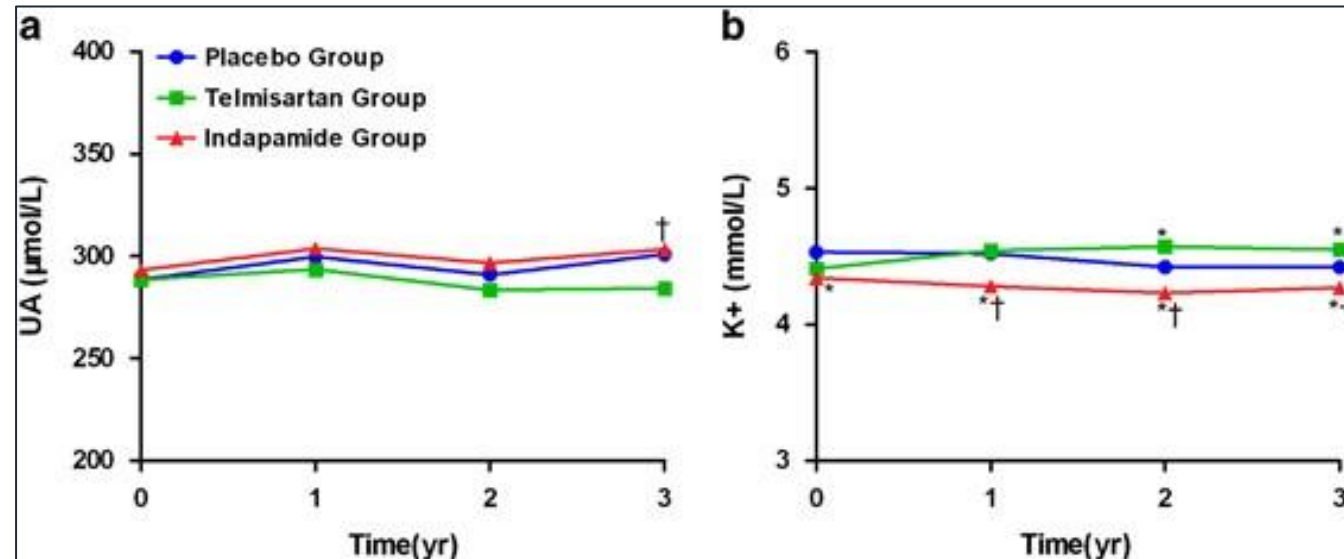 a
400
350
300
250
200
UA (µmol/L)
Placebo Group
Telmisartan Group
Indapamide Group
†
0 1 2 3
Time(yr)
b
6
5
4
3
K+ (mmol/L)
* *
* *† *† *
0 1 2 3
Time(yr)